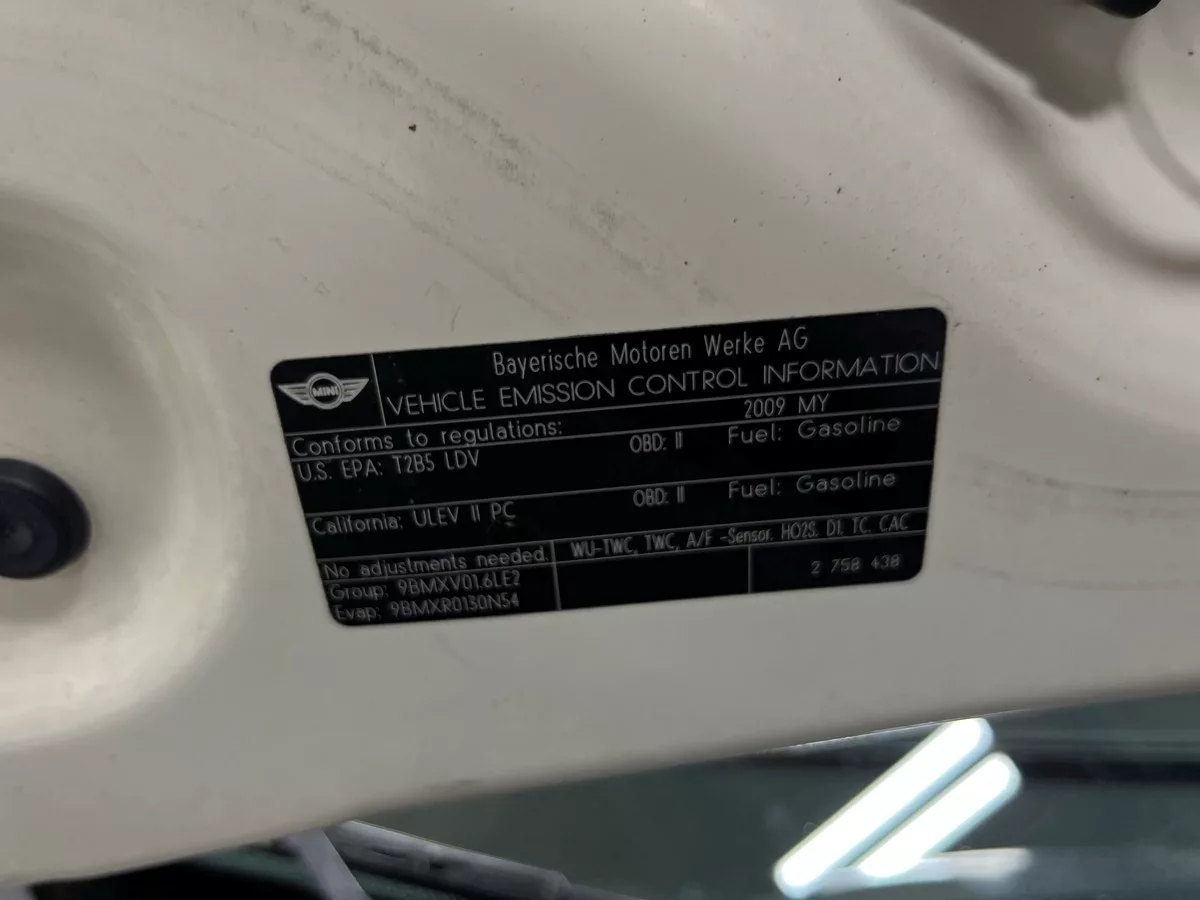 MINI
Bayerische Motoren Werke AG
VEHICLE EMISSION CONTROL INFORMATION
Conforms to regulations: 2009 MY
U.S. EPA: T2B5 LDV OBD: II Fuel: Gasoline
California: ULEV II PC OBD: II Fuel: Gasoline
No adjustments needed. WU-TWC, TWC, A/F -Sensor, HO2S, DI, TC, CAC
Group: 9BMXV01.6LE2
Evap: 9BMXR0130N54
2 758 438